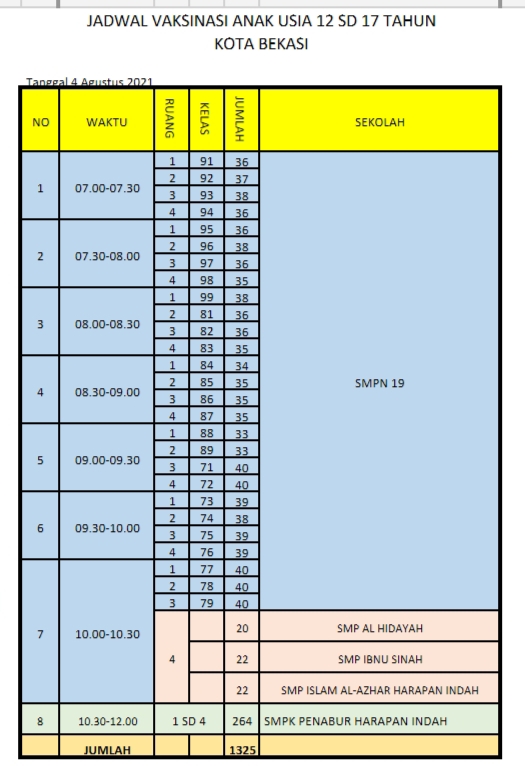 JADWAL VAKSINASI ANAK USIA 12 SD 17 TAHUN
KOTA BEKASI
Tanggal 4 Agustus 2021
NO WAKTU RUANG KELAS JUMLAH SEKOLAH
1 07.00-07.30 1 91 36
2 92 37
3 93 38
4 94 36
2 07.30-08.00 1 95 36
2 96 38
3 97 36
4 98 35
3 08.00-08.30 1 99 38
2 81 36
3 82 36
4 83 35
4 08.30-09.00 1 84 34
2 85 35
3 86 35
4 87 35
SMPN 19
5 09.00-09.30 1 88 33
2 89 33
3 71 40
4 72 40
6 09.30-10.00 1 73 39
2 74 38
3 75 39
4 76 39
7 10.00-10.30 1 77 40
2 78 40
3 79 40
4 20 SMP AL HIDAYAH
22 SMP IBNU SINAH
22 SMP ISLAM AL-AZHAR HARAPAN INDAH
8 10.30-12.00 1 SD 4 264 SMPK PENABUR HARAPAN INDAH
JUMLAH 1325